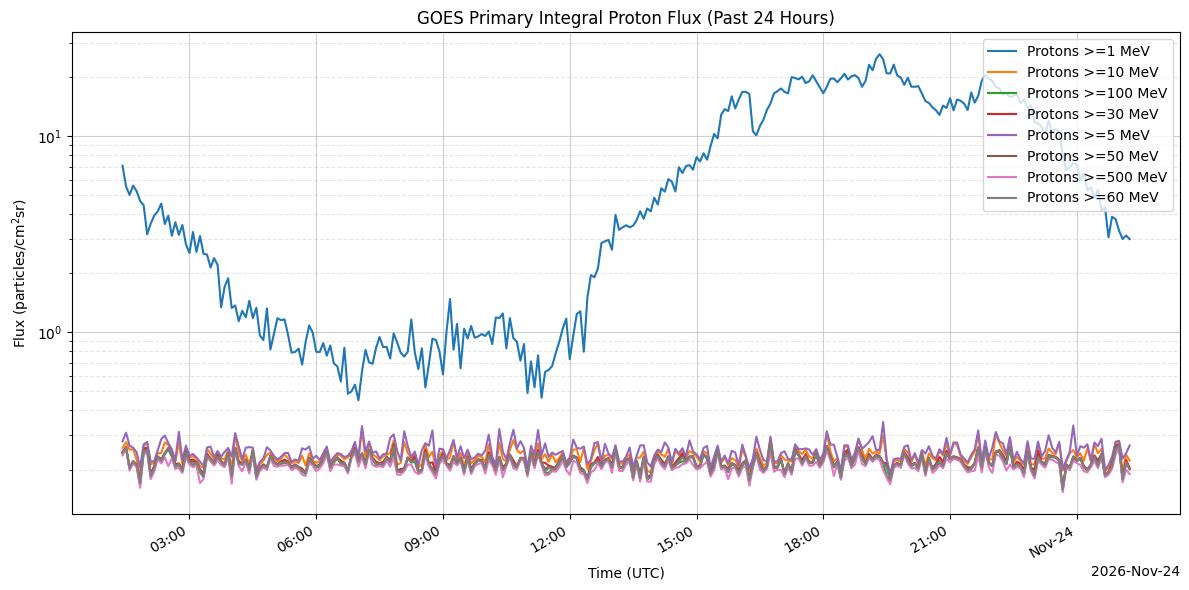 GOES Primary Integral Proton Flux (Past 24 Hours)
Protons >=1 MeV
Protons >=10 MeV
Protons >=100 MeV
Protons >=30 MeV
Protons >=5 MeV
Protons >=50 MeV
Protons >=500 MeV
Protons >=60 MeV
Flux (particles/cm²sr)
10¹
10⁰
03:00
06:00
09:00
12:00
15:00
18:00
21:00
Nov-24
Time (UTC)
2026-Nov-24